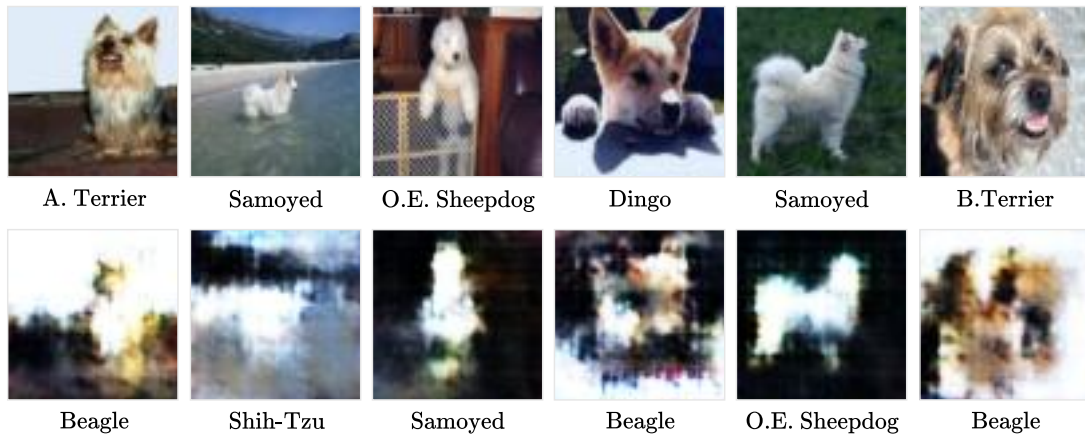 A. Terrier
Samoyed
O.E. Sheepdog
Dingo
Samoyed
B.Terrier
Beagle
Shih-Tzu
Samoyed
Beagle
O.E. Sheepdog
Beagle